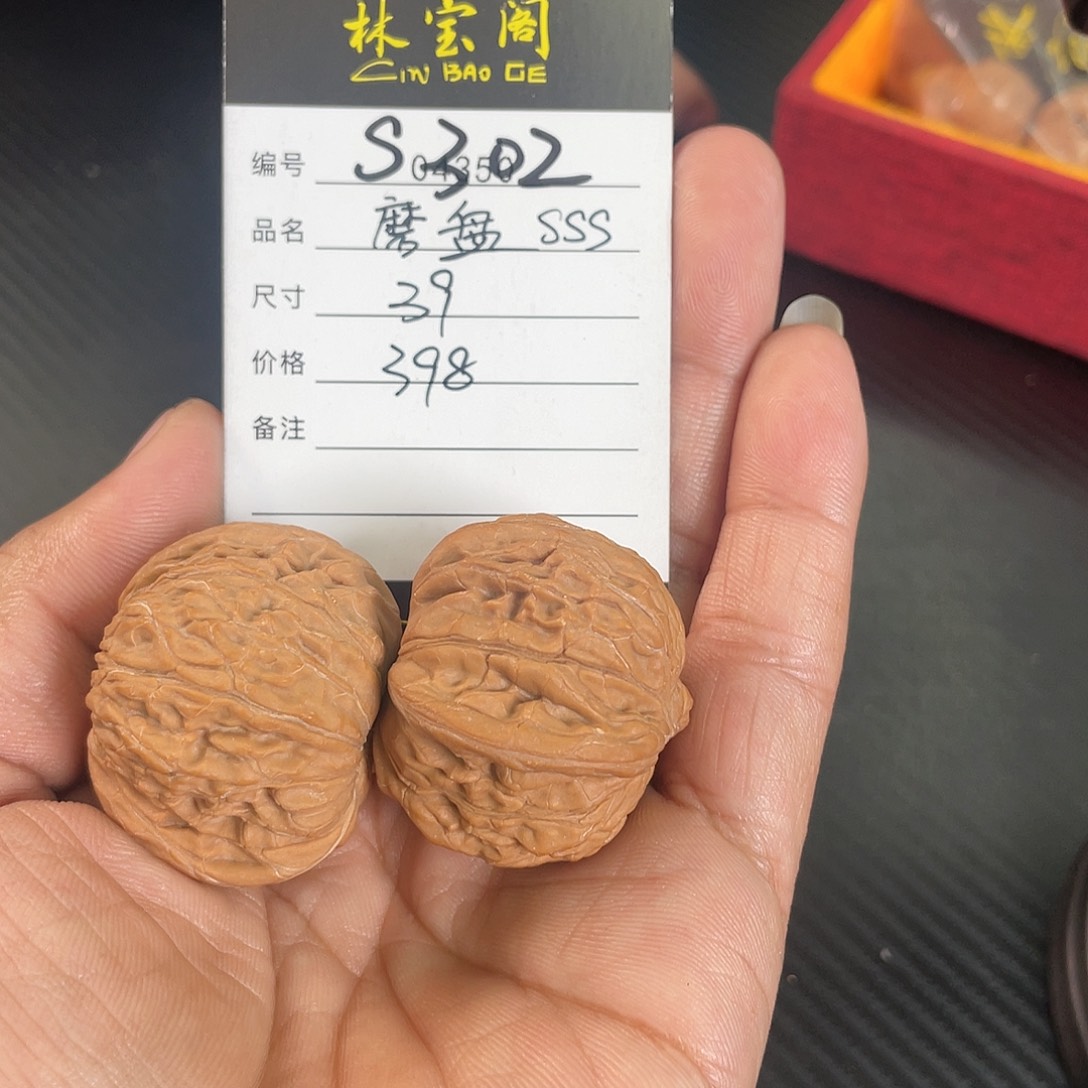 林宝阁
LIN BAO GE
编号 S302
品名 磨盘 SSS
尺寸 39
价格 398
备注